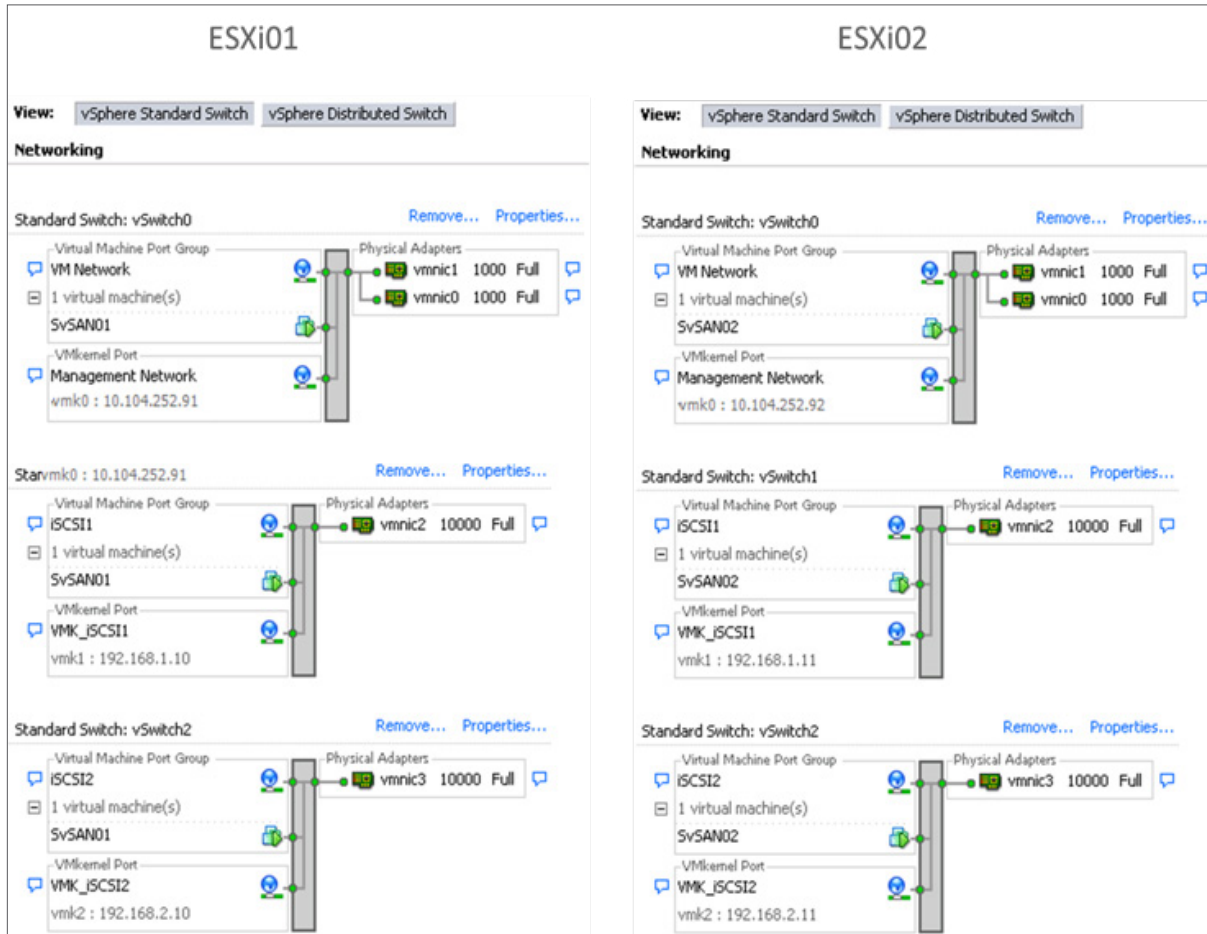 ESXi01
View: vSphere Standard Switch vSphere Distributed Switch
Networking
Standard Switch: vSwitch0 Remove... Properties...
Virtual Machine Port Group Physical Adapters
VM Network vmnic1 1000 Full
1 virtual machine(s) vmnic0 1000 Full
SvSAN01
VMkernel Port
Management Network
vmk0 : 10.104.252.91
Starvmk0 : 10.104.252.91 Remove... Properties...
Virtual Machine Port Group Physical Adapters
iSCSI1 vmnic2 10000 Full
1 virtual machine(s)
SvSAN01
VMkernel Port
VMK_iSCSI1
vmk1 : 192.168.1.10
Standard Switch: vSwitch2 Remove... Properties...
Virtual Machine Port Group Physical Adapters
iSCSI2 vmnic3 10000 Full
1 virtual machine(s)
SvSAN01
VMkernel Port
VMK_iSCSI2
vmk2 : 192.168.2.10
ESXi02
View: vSphere Standard Switch vSphere Distributed Switch
Networking
Standard Switch: vSwitch0 Remove... Properties...
Virtual Machine Port Group Physical Adapters
VM Network vmnic1 1000 Full
1 virtual machine(s) vmnic0 1000 Full
SvSAN02
VMkernel Port
Management Network
vmk0 : 10.104.252.92
Standard Switch: vSwitch1 Remove... Properties...
Virtual Machine Port Group Physical Adapters
iSCSI1 vmnic2 10000 Full
1 virtual machine(s)
SvSAN02
VMkernel Port
VMK_iSCSI1
vmk1 : 192.168.1.11
Standard Switch: vSwitch2 Remove... Properties...
Virtual Machine Port Group Physical Adapters
iSCSI2 vmnic3 10000 Full
1 virtual machine(s)
SvSAN02
VMkernel Port
VMK_iSCSI2
vmk2 : 192.168.2.11